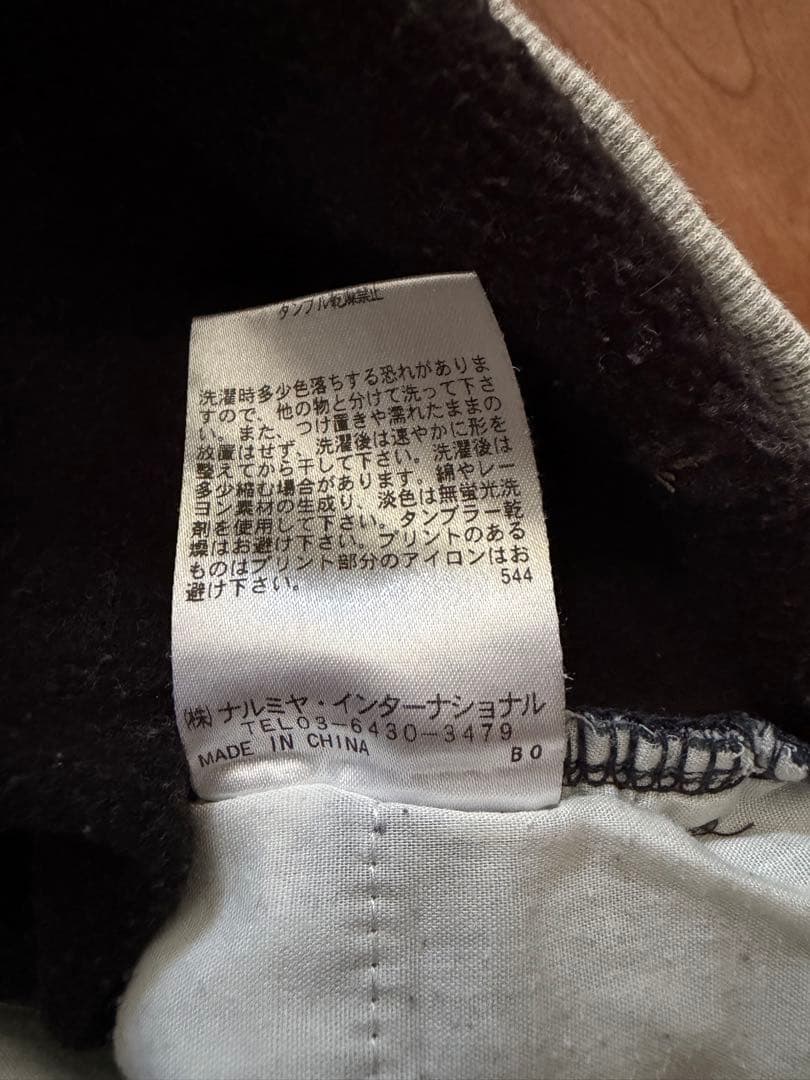 タンブル乾燥禁止
洗濯時多少色落ちする恐れがありま
すので、他の物と分けて洗って下さ
い。また、つけ置きや濡れたままの
放置はせず、洗濯後は速やかに形を
整えてから干して下さい。洗濯後は
多少縮む場合があります。綿やレー
ヨン素材の生成り、淡色は無蛍光洗
剤を使用して下さい。タンブラー乾
燥はお避け下さい。プリントのある
ものはプリント部分のアイロンはお
避け下さい。 544
(株)ナルミヤ・インターナショナル
TEL03-6430-3479
MADE IN CHINA BO